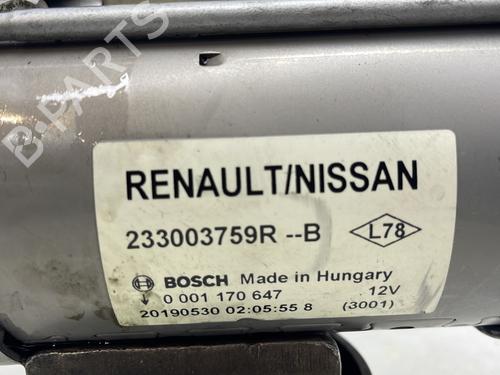 B-PARTS
RENAULT/NISSAN
233003759R --B
L78
BOSCH Made in Hungary
0 001 170 647 12V
20190530 02:05:55 8 (3001)